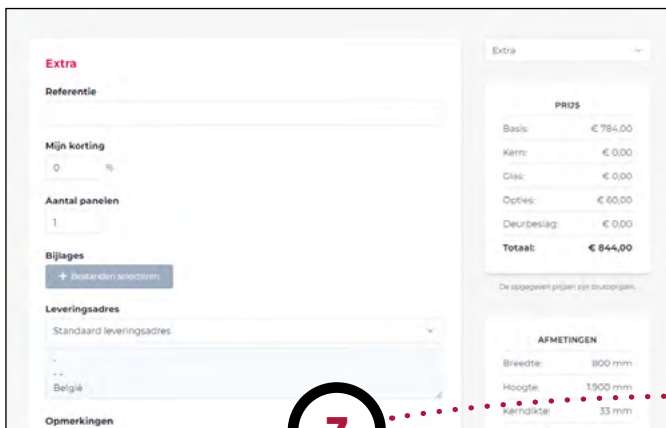 Extra
Referentie
Mijn korting
0 %
Aantal panelen
1
Bijlages
+ Bestanden selecteren
Leveringsadres
Standaard leveringsadres
-
- -
België
Opmerkingen
Extra
PRIJS
Basis: € 784,00
Kern: € 0,00
Glas: € 0,00
Opties: € 60,00
Deurbeslag: € 0,00
Totaal: € 844,00
De opgegeven prijzen zijn brutoprijzen.
AFMETINGEN
Breedte: 800 mm
Hoogte: 1.900 mm
Kerndikte: 33 mm